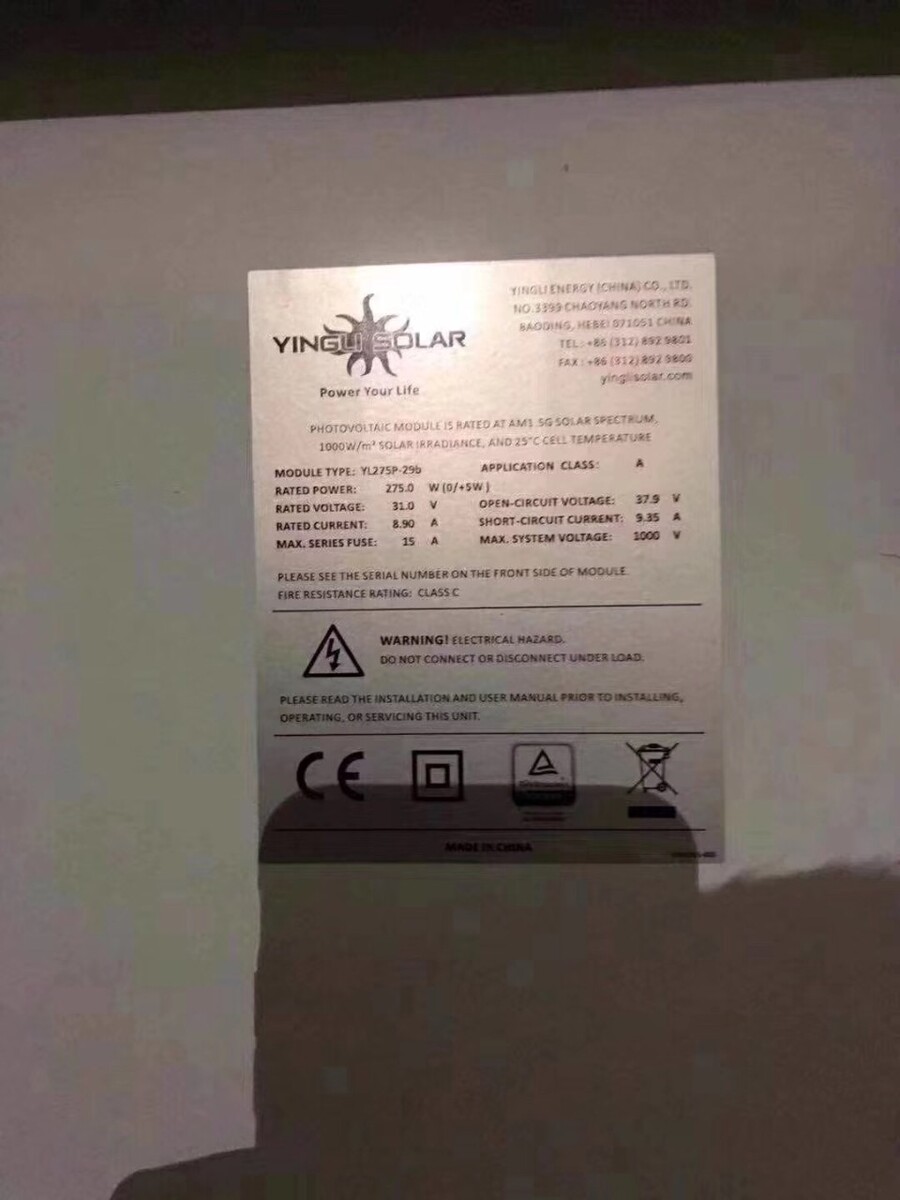 YINGLI SOLAR
Power Your Life
YINGLI ENERGY (CHINA) CO., LTD.
NO.3399 CHAOYANG NORTH RD.
BAODING, HEBEI 071051 CHINA
TEL : +86 (312) 892 9801
FAX : +86 (312) 892 9800
yinglisolar.com
PHOTOVOLTAIC MODULE IS RATED AT AM1.5G SOLAR SPECTRUM,
1000W/m² SOLAR IRRADIANCE, AND 25°C CELL TEMPERATURE
MODULE TYPE: YL275P-29b APPLICATION CLASS: A
RATED POWER: 275.0 W (0/+5W)
RATED VOLTAGE: 31.0 V OPEN-CIRCUIT VOLTAGE: 37.9 V
RATED CURRENT: 8.90 A SHORT-CIRCUIT CURRENT: 9.35 A
MAX. SERIES FUSE: 15 A MAX. SYSTEM VOLTAGE: 1000 V
PLEASE SEE THE SERIAL NUMBER ON THE FRONT SIDE OF MODULE.
FIRE RESISTANCE RATING: CLASS C
WARNING! ELECTRICAL HAZARD.
DO NOT CONNECT OR DISCONNECT UNDER LOAD.
PLEASE READ THE INSTALLATION AND USER MANUAL PRIOR TO INSTALLING,
OPERATING, OR SERVICING THIS UNIT.
CE
MADE IN CHINA